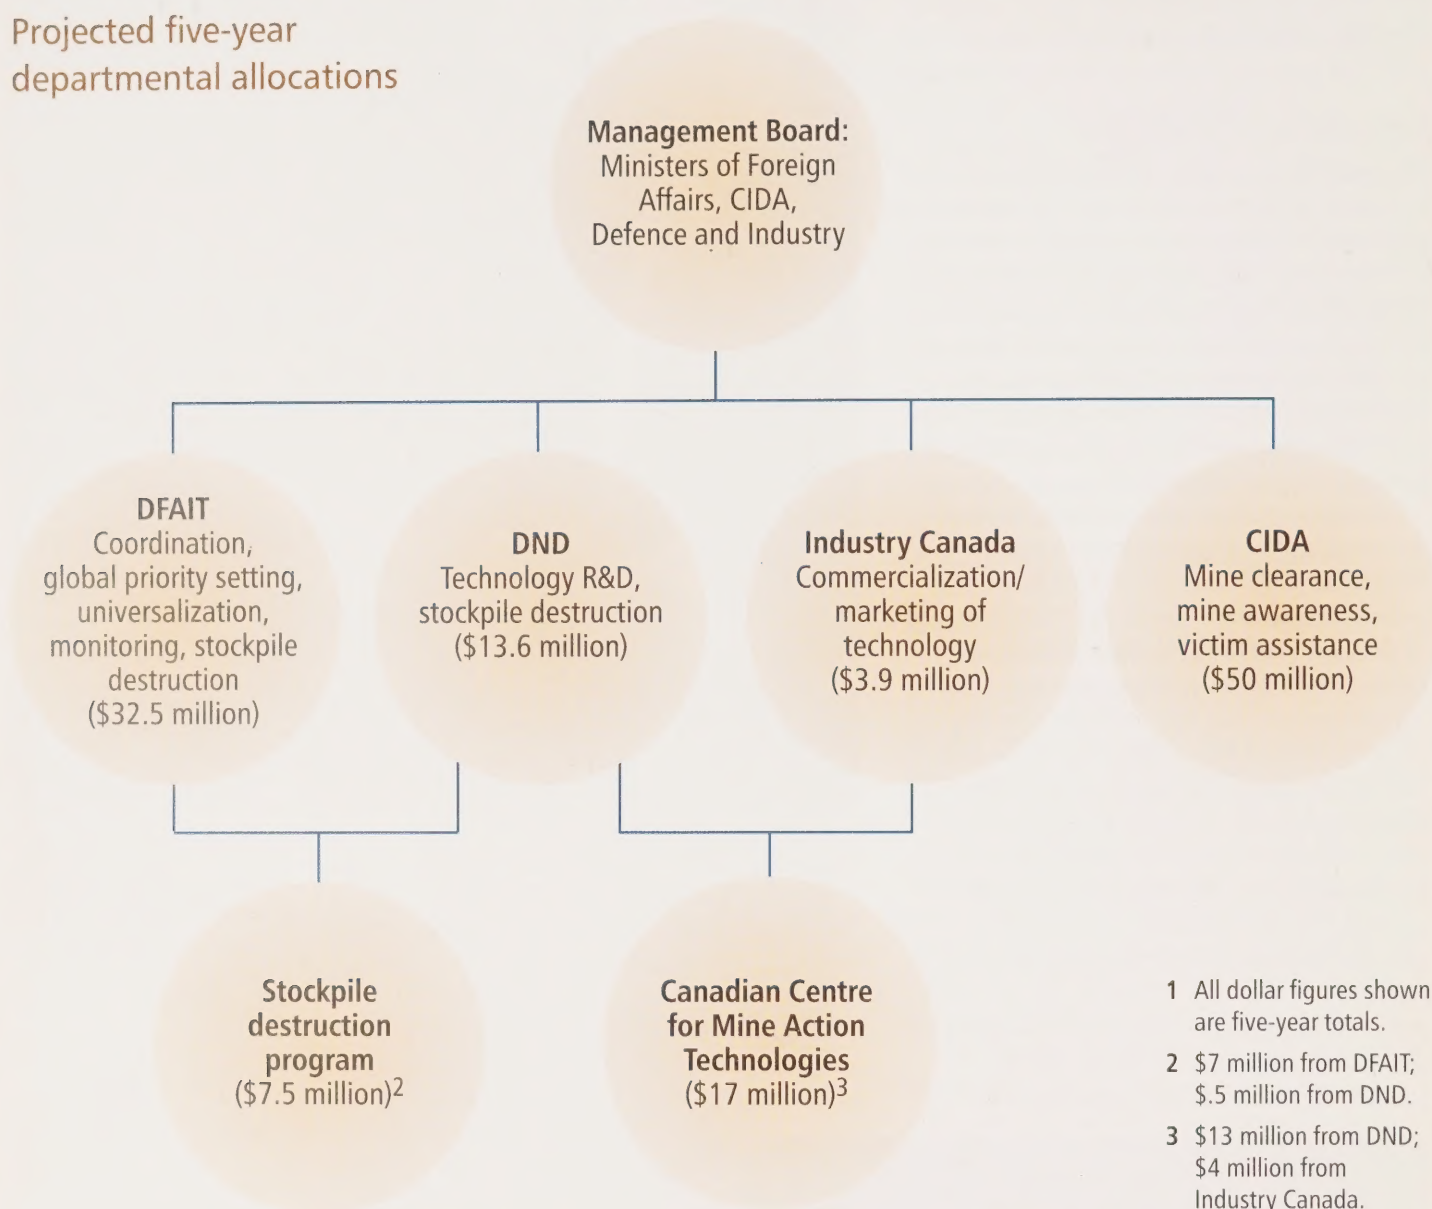 Projected five-year
departmental allocations
Management Board:
Ministers of Foreign
Affairs, CIDA,
Defence and Industry
DFAIT
Coordination,
global priority setting,
universalization,
monitoring, stockpile
destruction
($32.5 million)
DND
Technology R&D,
stockpile destruction
($13.6 million)
Industry Canada
Commercialization/
marketing of
technology
($3.9 million)
CIDA
Mine clearance,
mine awareness,
victim assistance
($50 million)
Stockpile
destruction
program
($7.5 million)2
Canadian Centre
for Mine Action
Technologies
($17 million)3
1 All dollar figures shown
are five-year totals.
2 $7 million from DFAIT;
$.5 million from DND.
3 $13 million from DND;
$4 million from
Industry Canada.